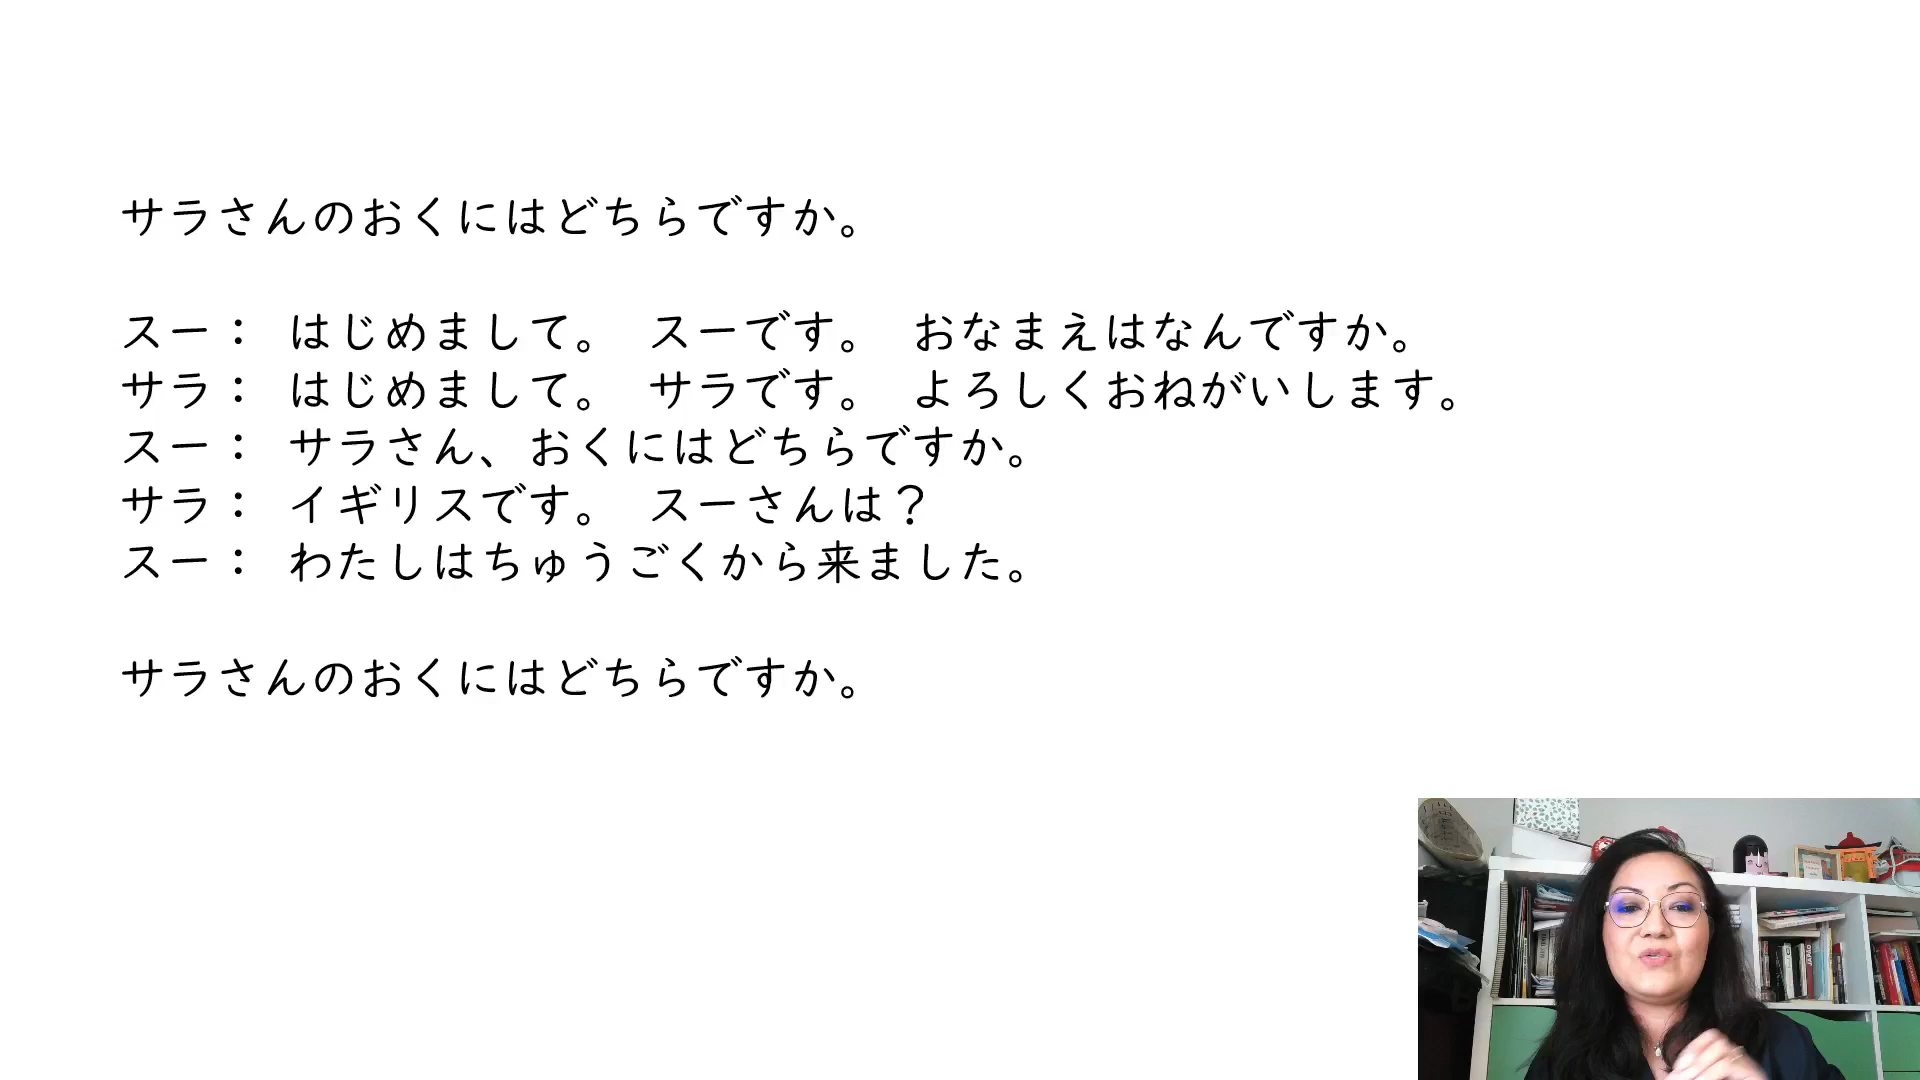 サラさんのおくにはどちらですか。
スー： はじめまして。 スーです。 おなまえはなんですか。
サラ： はじめまして。 サラです。 よろしくおねがいします。
スー： サラさん、おくにはどちらですか。
サラ： イギリスです。 スーさんは？
スー： わたしはちゅうごくから来ました。
サラさんのおくにはどちらですか。